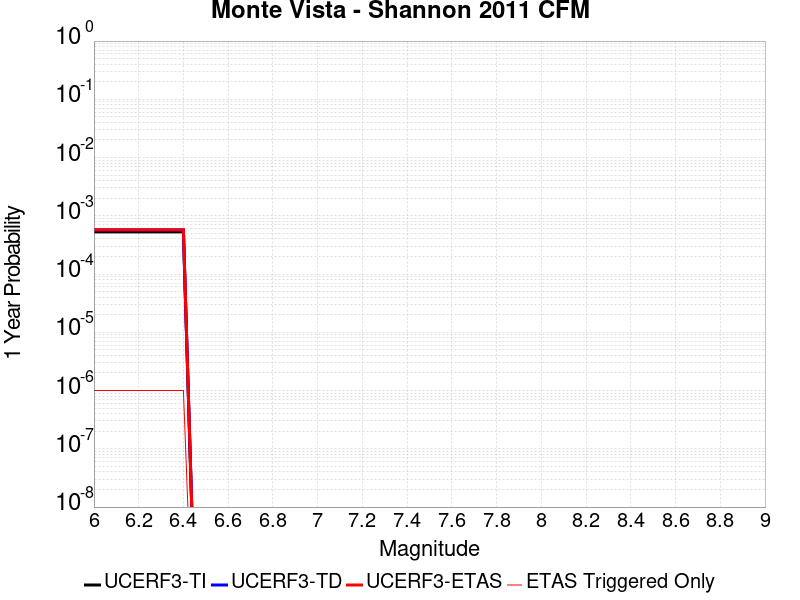 Monte Vista - Shannon 2011 CFM
10^0
10^-1
10^-2
10^-3
10^-4
10^-5
10^-6
10^-7
10^-8
1 Year Probability
6 6.2 6.4 6.6 6.8 7 7.2 7.4 7.6 7.8 8 8.2 8.4 8.6 8.8 9
Magnitude
UCERF3-TI UCERF3-TD UCERF3-ETAS ETAS Triggered Only